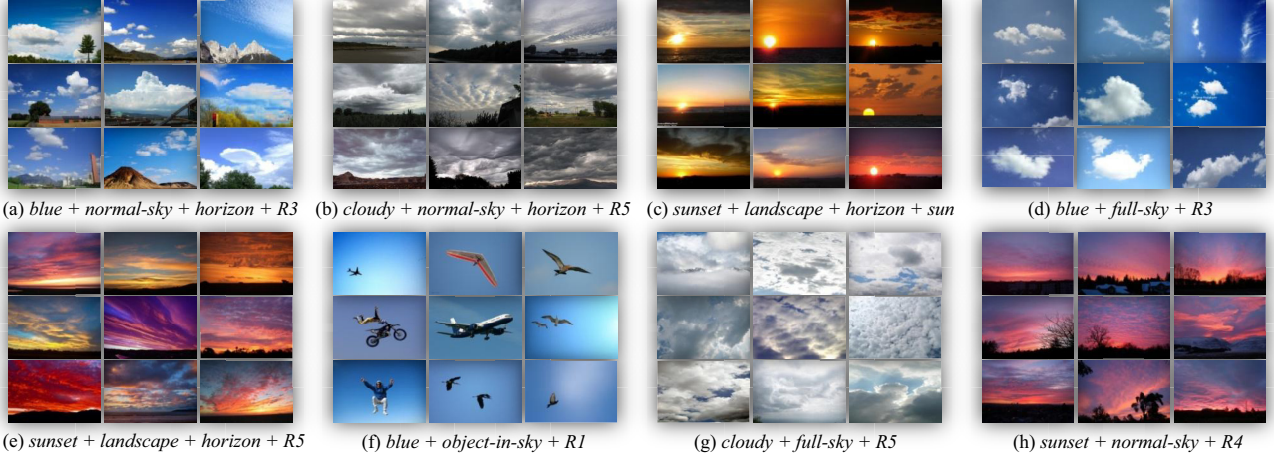 (a) blue + normal-sky + horizon + R3
(b) cloudy + normal-sky + horizon + R5
(c) sunset + landscape + horizon + sun
(d) blue + full-sky + R3
(e) sunset + landscape + horizon + R5
(f) blue + object-in-sky + R1
(g) cloudy + full-sky + R5
(h) sunset + normal-sky + R4